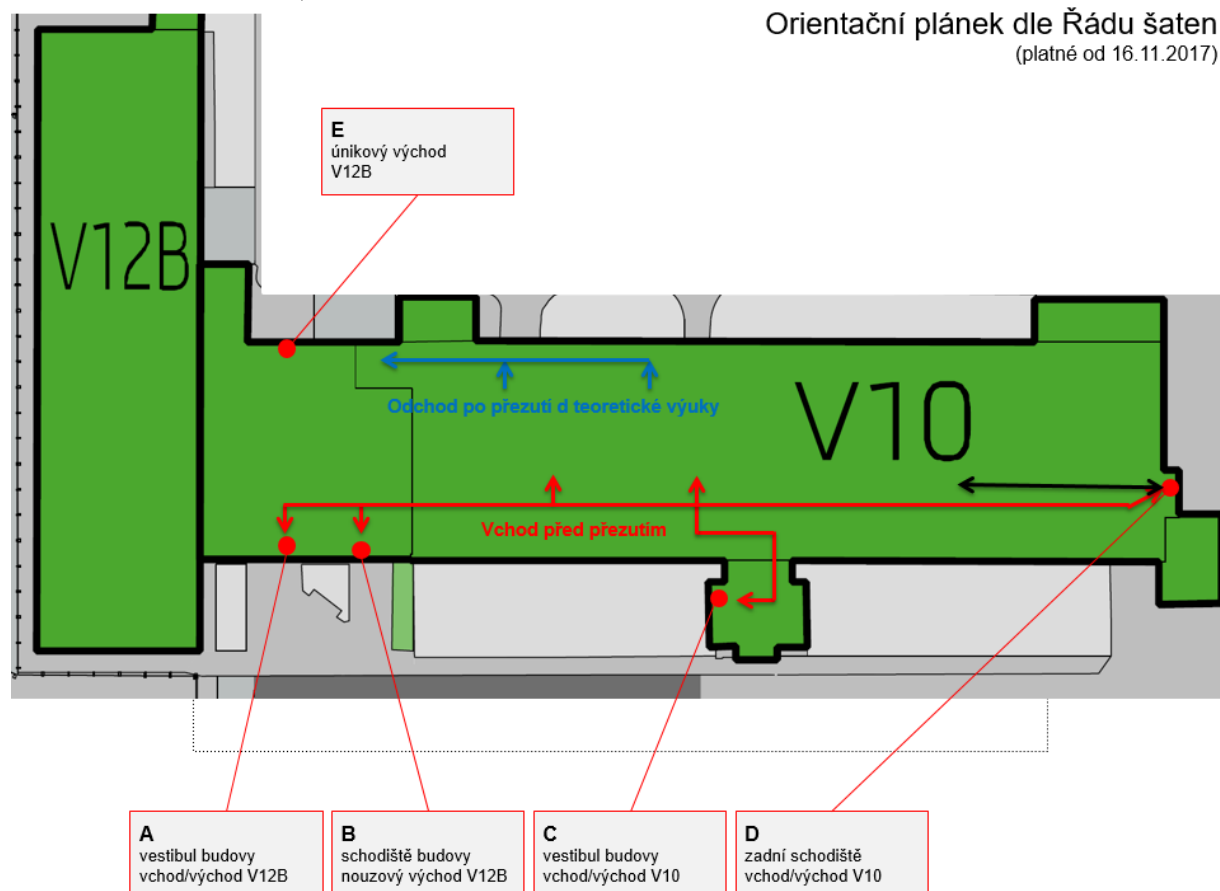 Orientační plánek dle Řádu šaten
(platné od 16.11.2017)
E
únikový východ
V12B
V12B
V10
Odchod po přezutí d teoretické výuky
Vchod před přezutím
A
vestibul budovy
vchod/východ V12B
B
schodiště budovy
nouzový východ V12B
C
vestibul budovy
vchod/východ V10
D
zadní schodiště
vchod/východ V10